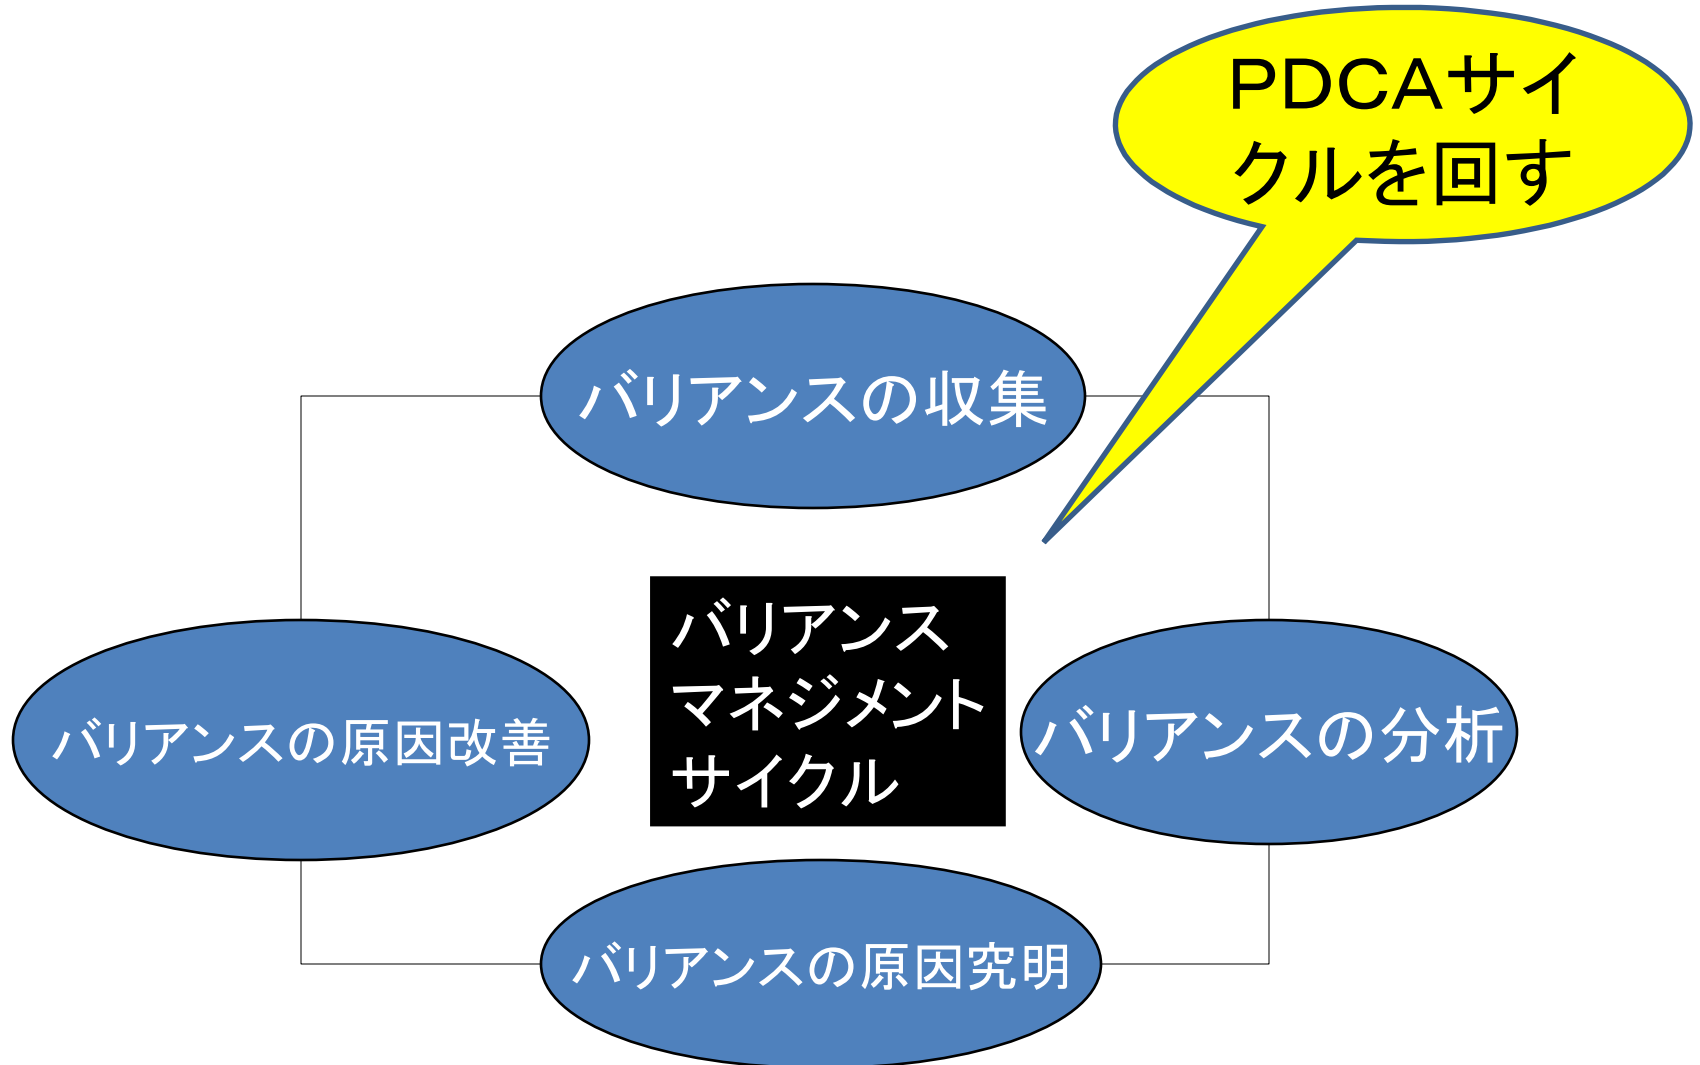 PDCAサイ
クルを回す
バリアンスの収集
バリアンス
マネジメント
サイクル
バリアンスの原因改善
バリアンスの分析
バリアンスの原因究明